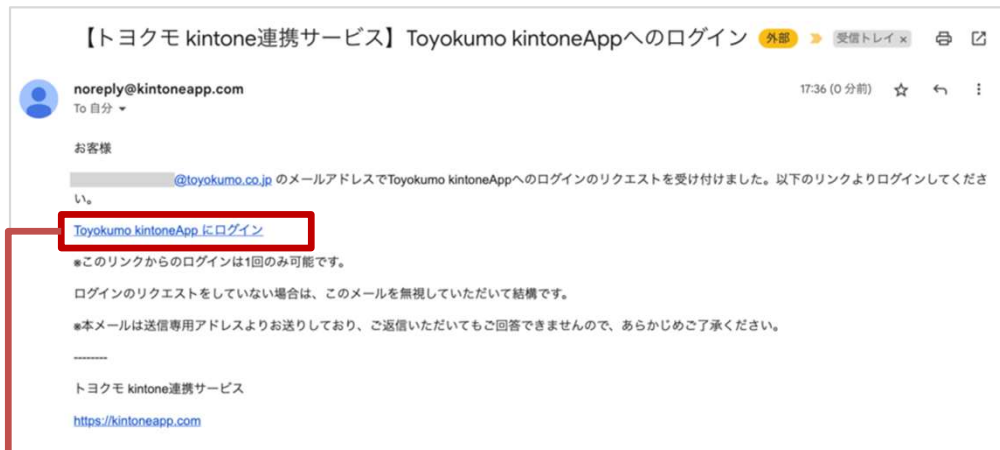 【トヨクモ kintone連携サービス】Toyokumo kintoneAppへのログイン 外部 受信トレイ ×
noreply@kintoneapp.com 17:36 (0 分前)
To 自分
お客様
@toyokumo.co.jp のメールアドレスでToyokumo kintoneAppへのログインのリクエストを受け付けました。以下のリンクよりログインしてくださ
い。
Toyokumo kintoneApp にログイン
※このリンクからのログインは1回のみ可能です。
ログインのリクエストをしていない場合は、このメールを無視していただいて結構です。
※本メールは送信専用アドレスよりお送りしており、ご返信いただいてもご回答できませんので、あらかじめご了承ください。
--------
トヨクモ kintone連携サービス
https://kintoneapp.com